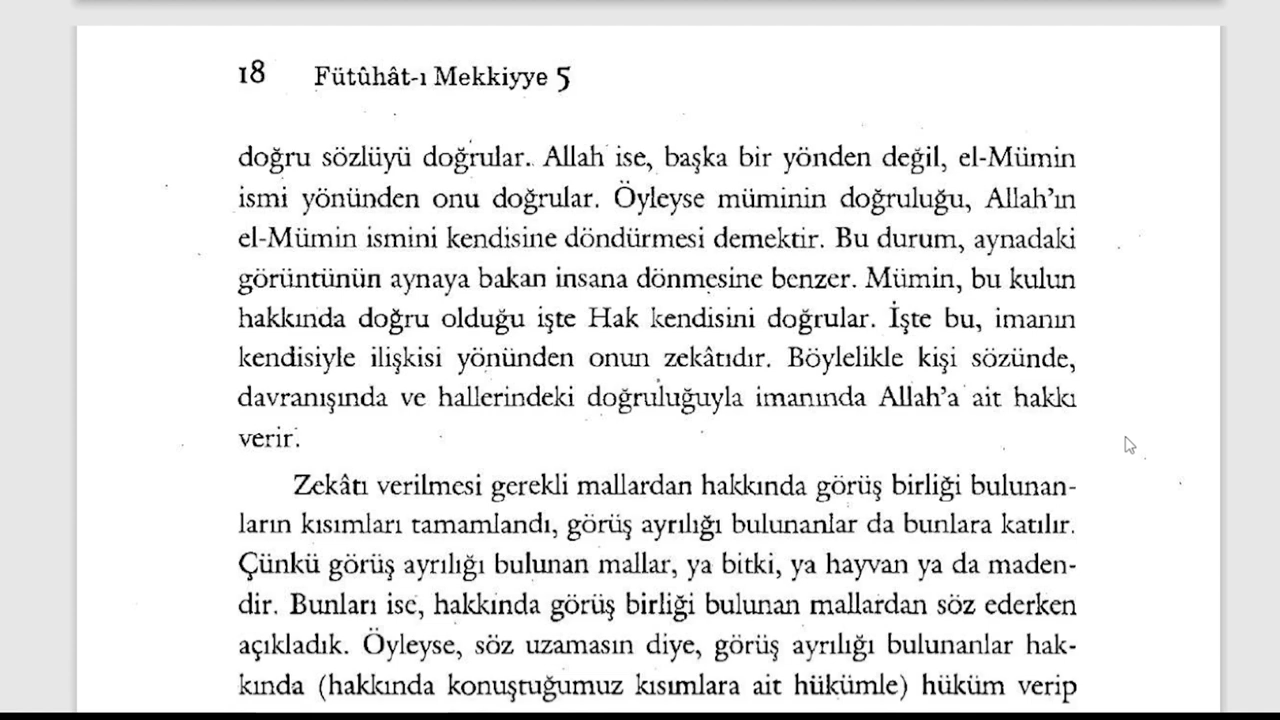 18 Fütûhât-ı Mekkiyye 5
doğru sözlüyü doğrular. Allah ise, başka bir yönden değil, el-Mümin
ismi yönünden onu doğrular. Öyleyse müminin doğruluğu, Allah’ın
el-Mümin ismini kendisine döndürmesi demektir. Bu durum, aynadaki
görüntünün aynaya bakan insana dönmesine benzer. Mümin, bu kulun
hakkında doğru olduğu işte Hak kendisini doğrular. İşte bu, imanın
kendisiyle ilişkisi yönünden onun zekâtıdır. Böylelikle kişi sözünde,
davranışında ve hallerindeki doğruluğuyla imanında Allah’a ait hakkı
verir.
Zekâtı verilmesi gerekli mallardan hakkında görüş birliği bulunan-
ların kısımları tamamlandı, görüş ayrılığı bulunanlar da bunlara katılır.
Çünkü görüş ayrılığı bulunan mallar, ya bitki, ya hayvan ya da maden-
dir. Bunları ise, hakkında görüş birliği bulunan mallardan söz ederken
açıkladık. Öyleyse, söz uzamasın diye, görüş ayrılığı bulunanlar hak-
kında (hakkında konuştuğumuz kısımlara ait hükümle) hüküm verip